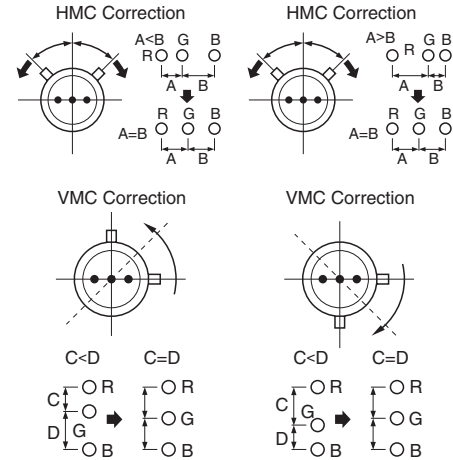 HMC Correction
A<B G B
R
A B
R G B
A=B
A B
HMC Correction
A>B
R G B
A B
R G B
A=B
A B
VMC Correction
C<D C=D
R R
C
G G
D
B B
VMC Correction
C<D C=D
R R
C
G G
D
B B